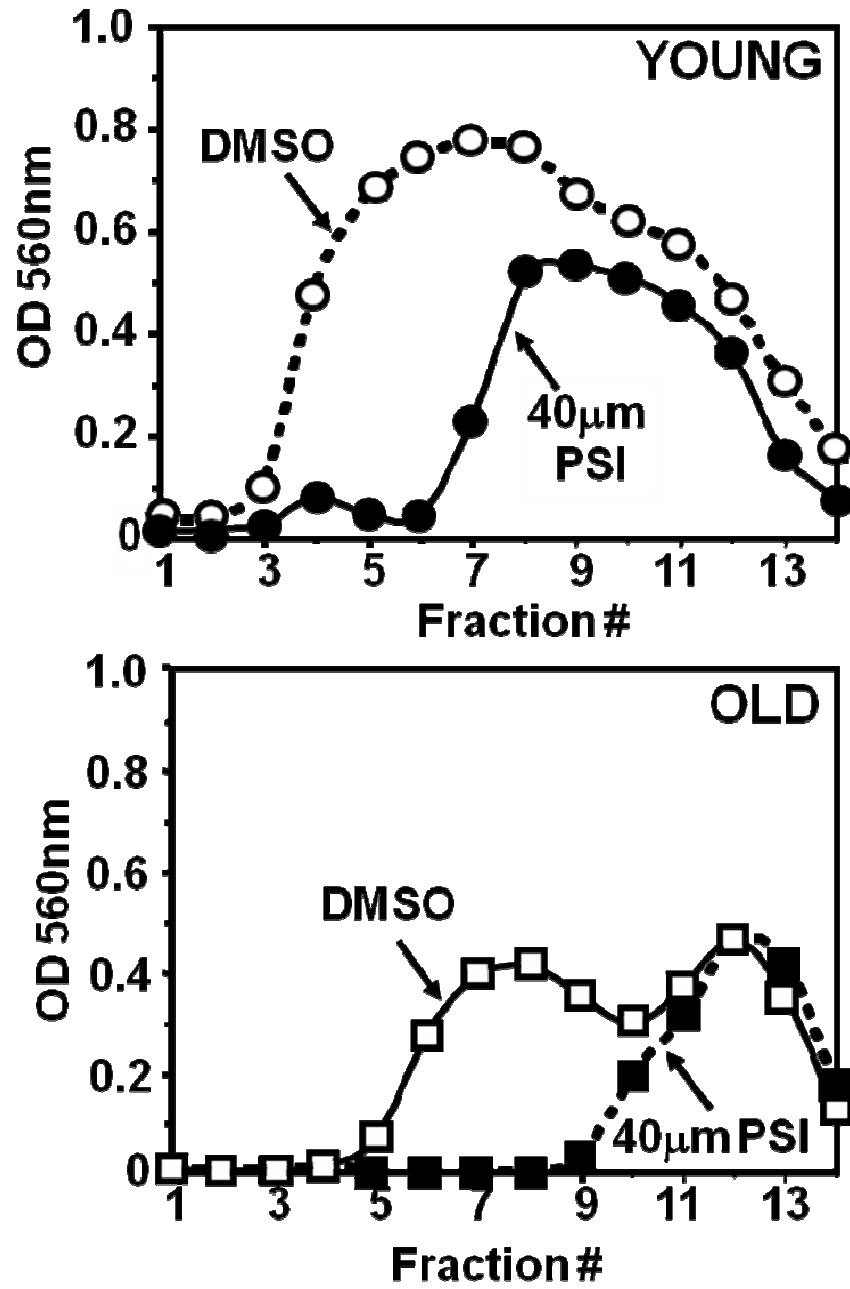 YOUNG
1.0
0.8
0.6
0.4
0.2
0
OD 560nm
DMSO
40μm
PSI
1 3 5 7 9 11 13
Fraction #
OLD
1.0
0.8
0.6
0.4
0.2
0
OD 560nm
DMSO
40μm PSI
1 3 5 7 9 11 13
Fraction #